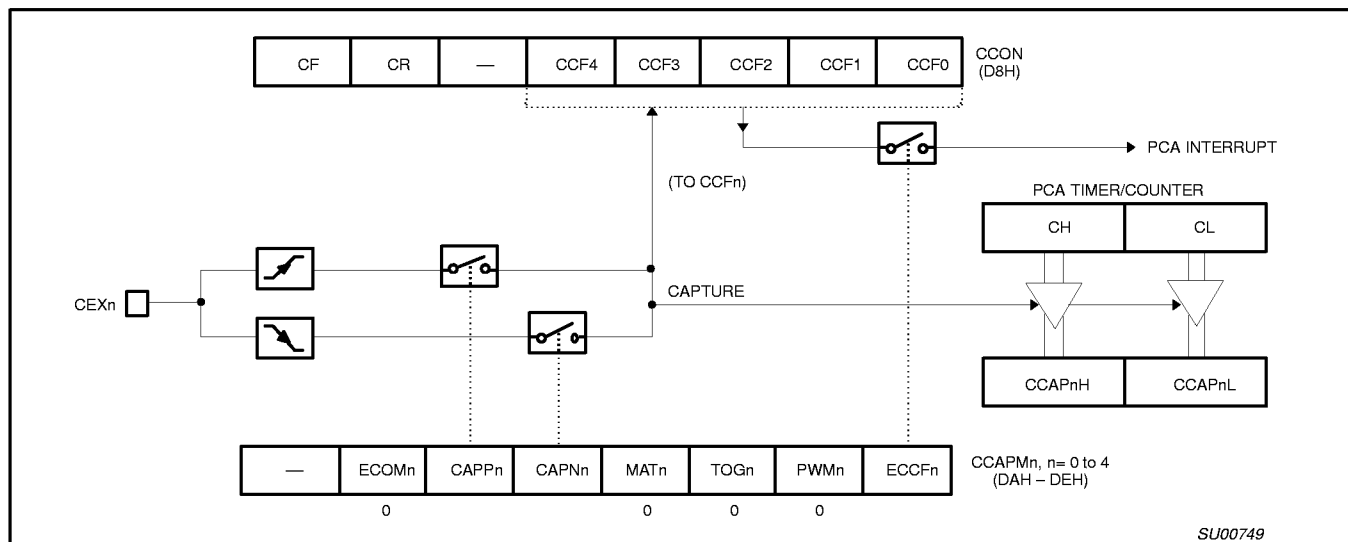 CF CR — CCF4 CCF3 CCF2 CCF1 CCF0
CCON
(D8H)
PCA INTERRUPT
(TO CCFn)
PCA TIMER/COUNTER
CH CL
CEXn
CAPTURE
CCAPnH CCAPnL
— ECOMn CAPPn CAPNn MATn TOGn PWMn ECCFn
CCAPMn, n= 0 to 4
(DAH – DEH)
0 0 0 0
SU00749